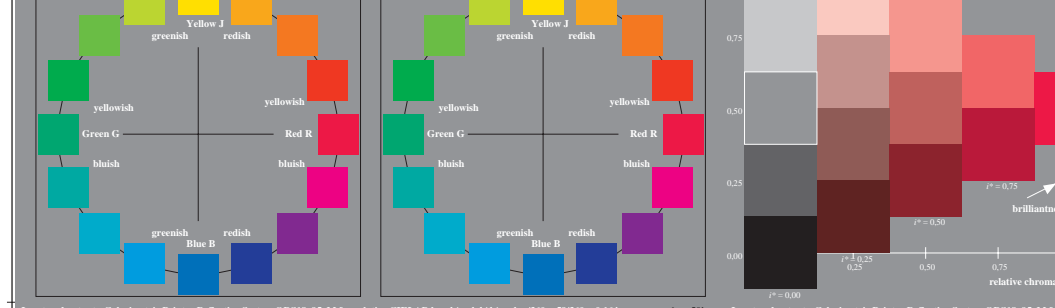 Yellow J
greenish redish
yellowish yellowish
Green G Red R
bluish bluish
greenish redish
Blue B
Yellow J
greenish redish
yellowish yellowish
Green G Red R
bluish bluish
greenish redish
Blue B
0,75
0,50
0,25
0,00
i* = 0,75
i* = 0,50
i* = 0,25
i* = 0,00
brilliantn
0,25 0,50 0,75
relative chroma